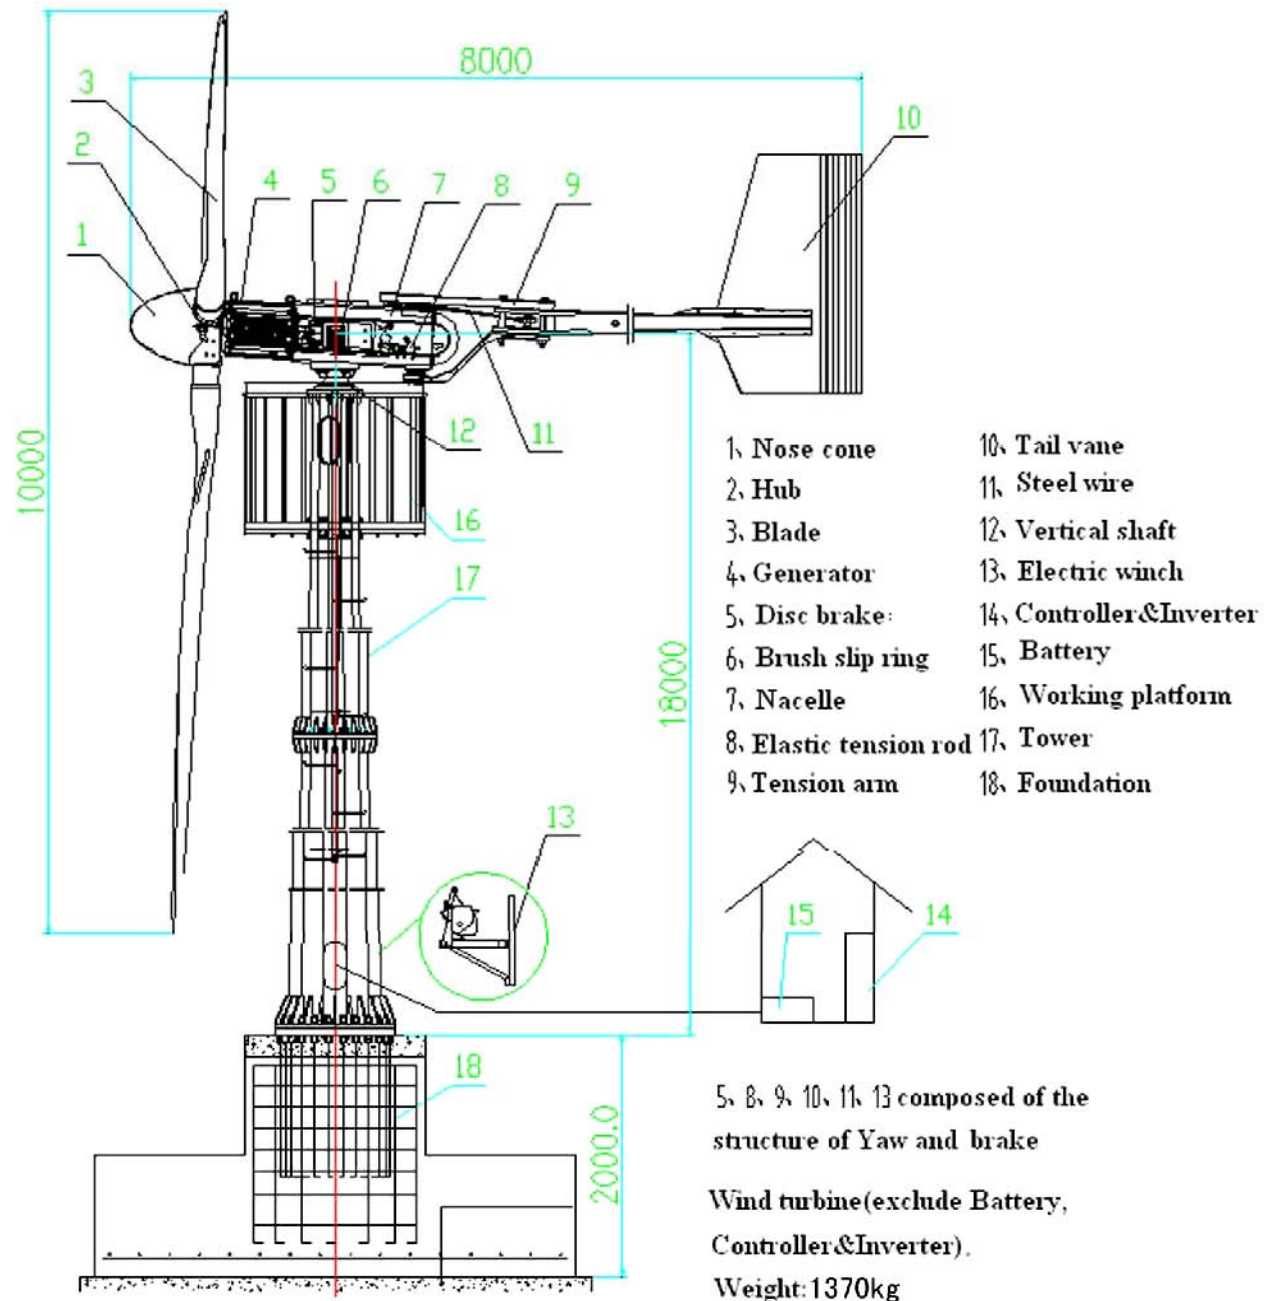 8000
3
10
2
4
5
6
7
8
9
1
10000
12
11
16
17
18000
13
15
14
18
2000.0
1、Nose cone
2、Hub
3、Blade
4、Generator
5、Disc brake:
6、Brush slip ring
7、Nacelle
8、Elastic tension rod
9、Tension arm
10、Tail vane
11、Steel wire
12、Vertical shaft
13、Electric winch
14、Controller&Inverter
15、Battery
16、Working platform
17、Tower
18、Foundation
5、8、9、10、11、13 composed of the
structure of Yaw and brake
Wind turbine(exclude Battery,
Controller&Inverter).
Weight:1370kg